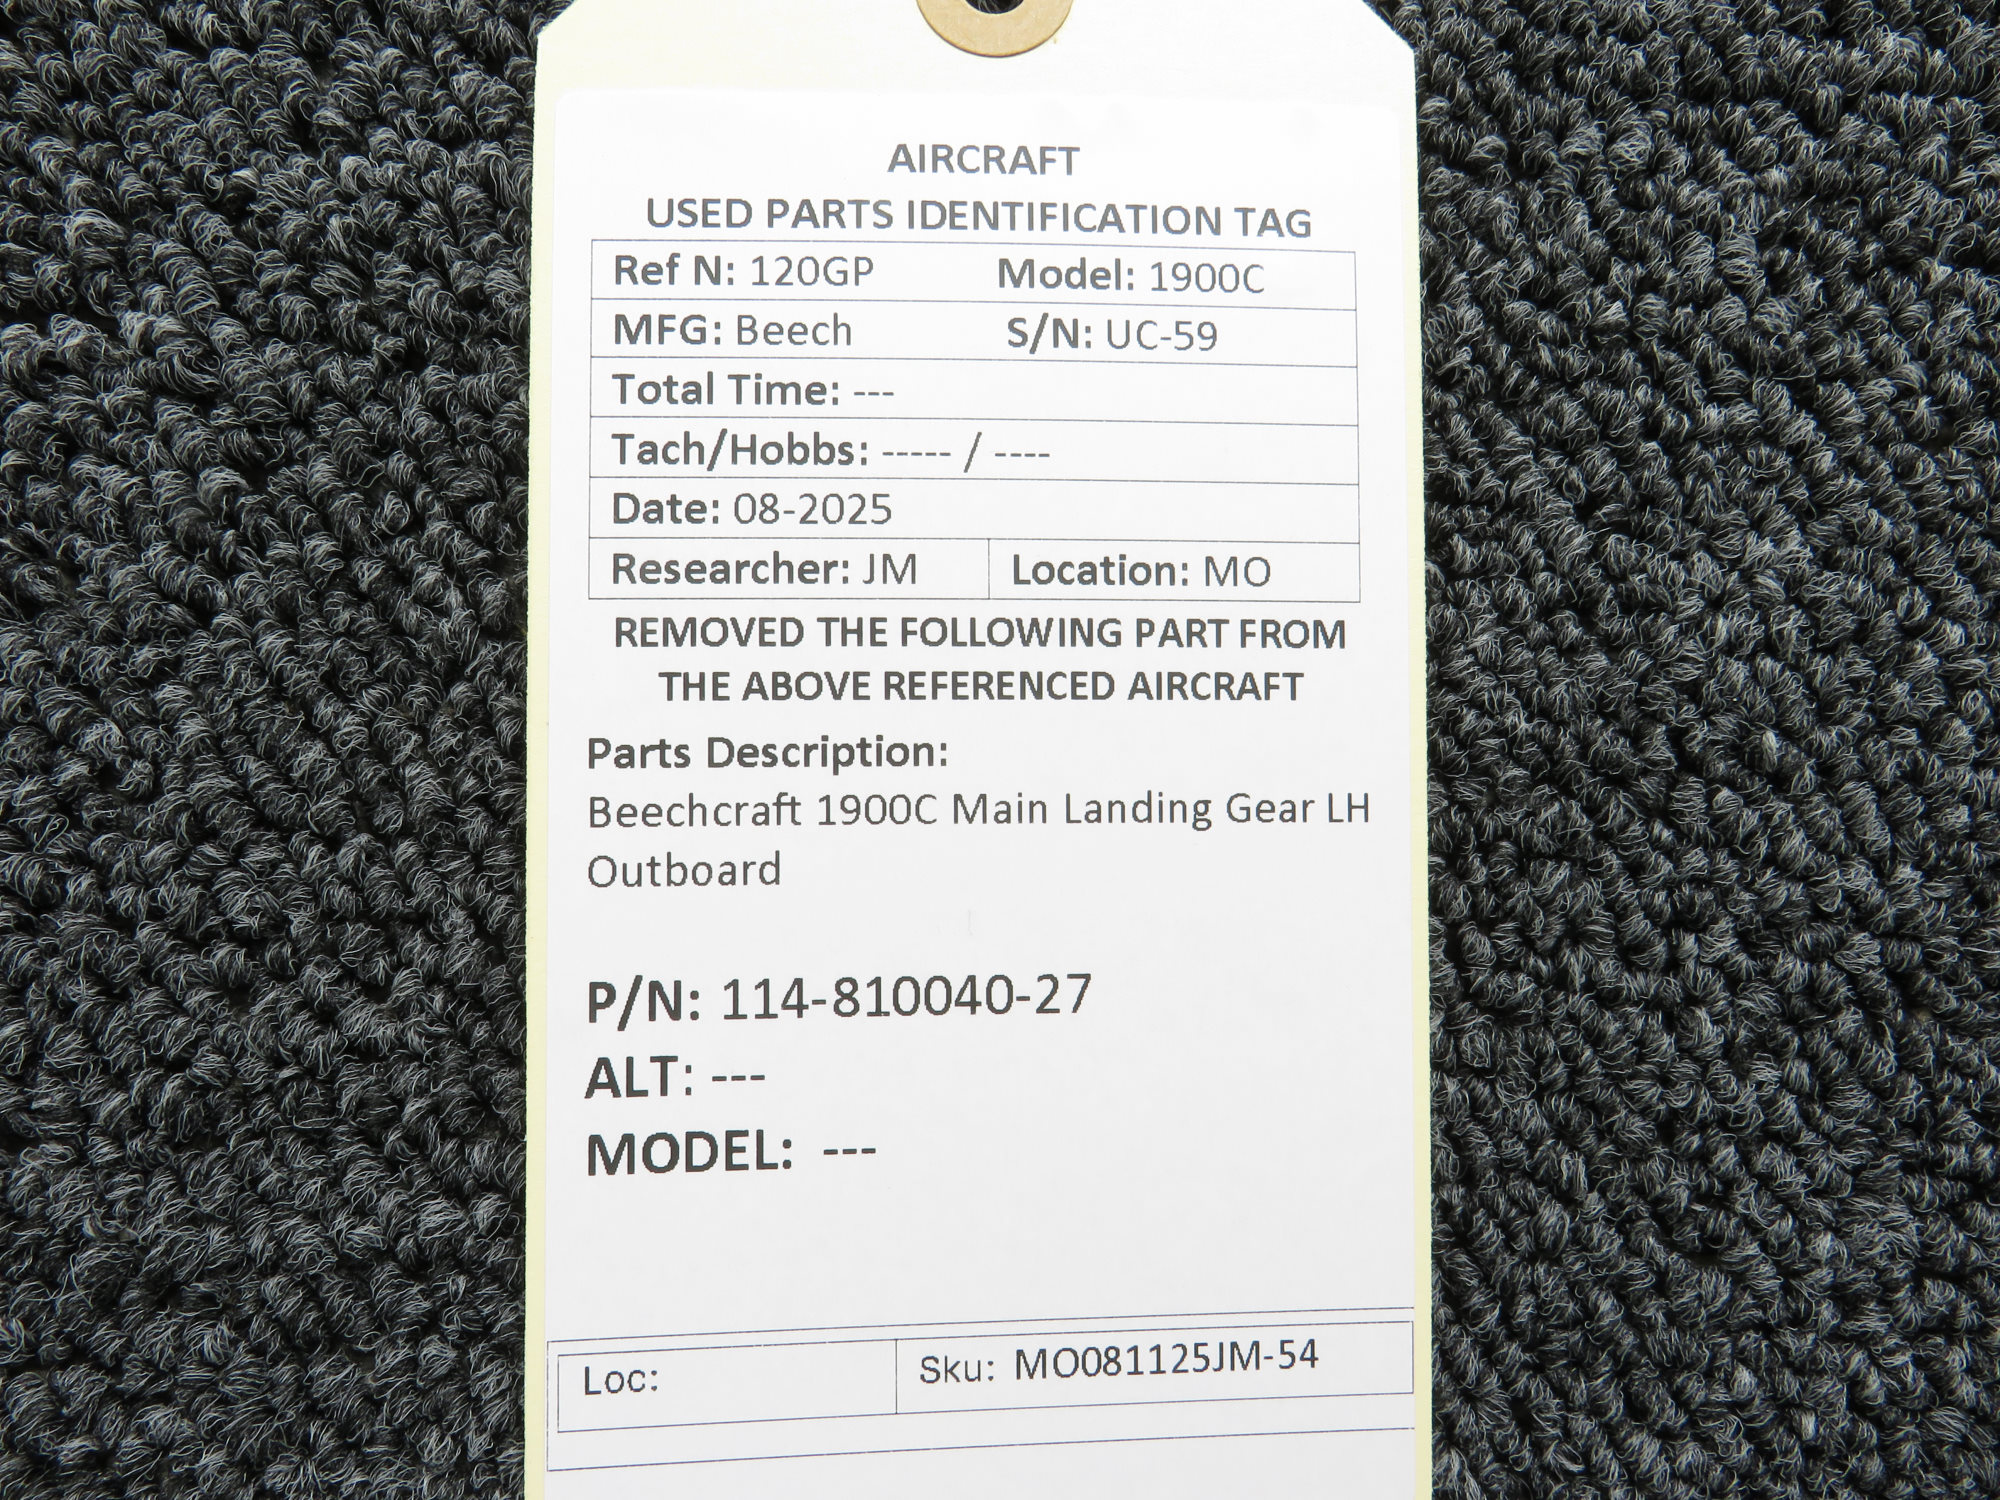 AIRCRAFT
USED PARTS IDENTIFICATION TAG
Ref N: 120GP Model: 1900C
MFG: Beech S/N: UC-59
Total Time: ---
Tach/Hobbs: ----- / ----
Date: 08-2025
Researcher: JM Location: MO
REMOVED THE FOLLOWING PART FROM
THE ABOVE REFERENCED AIRCRAFT
Parts Description:
Beechcraft 1900C Main Landing Gear LH
Outboard
P/N: 114-810040-27
ALT: ---
MODEL: ---
Loc: Sku: MO081125JM-54